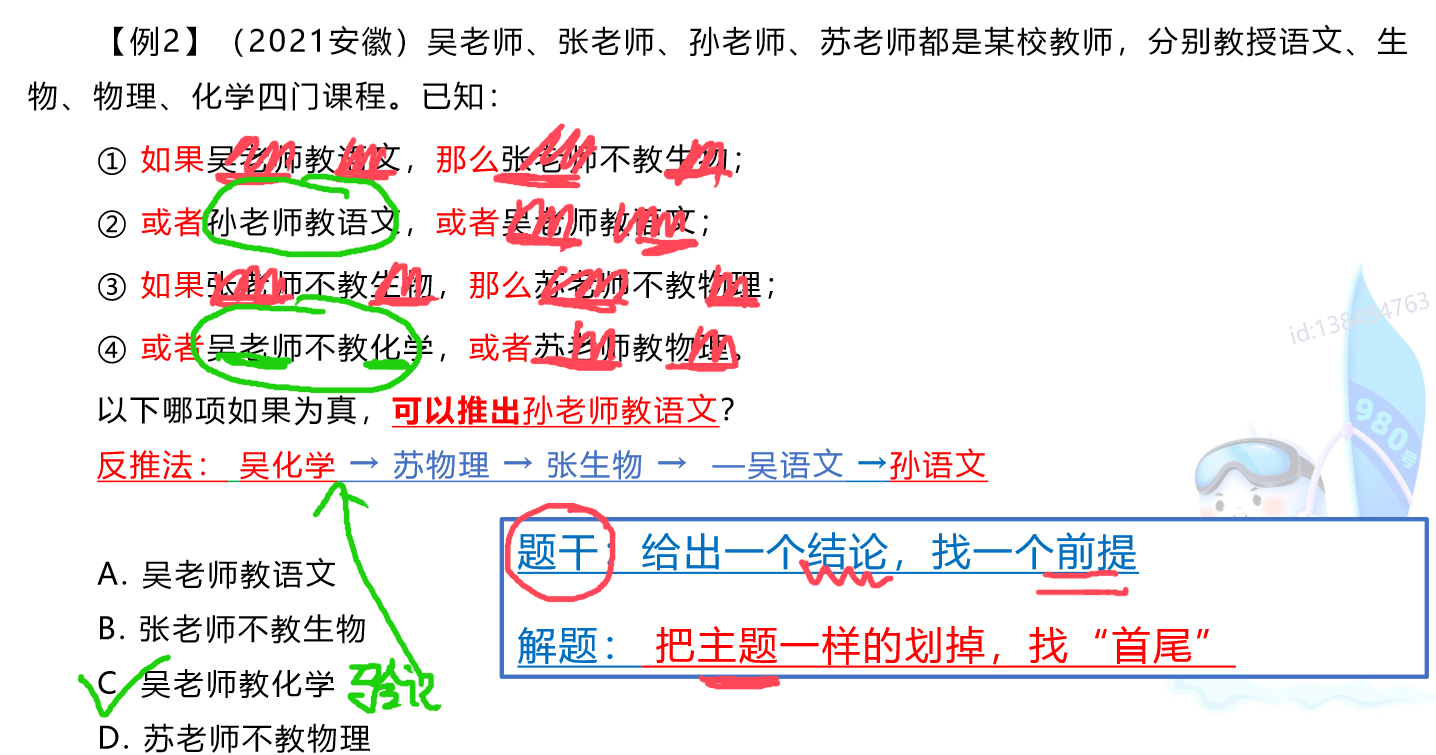 【例2】（2021安徽）吴老师、张老师、孙老师、苏老师都是某校教师，分别教授语文、生
物、物理、化学四门课程。已知：
① 如果吴老师教语文，那么张老师不教生物；
② 或者孙老师教语文，或者吴老师教语文；
③ 如果张老师不教生物，那么苏老师不教物理；
④ 或者吴老师不教化学，或者苏老师教物理。
id:138494763
以下哪项如果为真，可以推出孙老师教语文？
980号
反推法： 吴化学 → 苏物理 → 张生物 → —吴语文 →孙语文
题干：给出一个结论，找一个前提
解题： 把主题一样的划掉，找“首尾”
A. 吴老师教语文
B. 张老师不教生物
C 吴老师教化学 验论
D. 苏老师不教物理